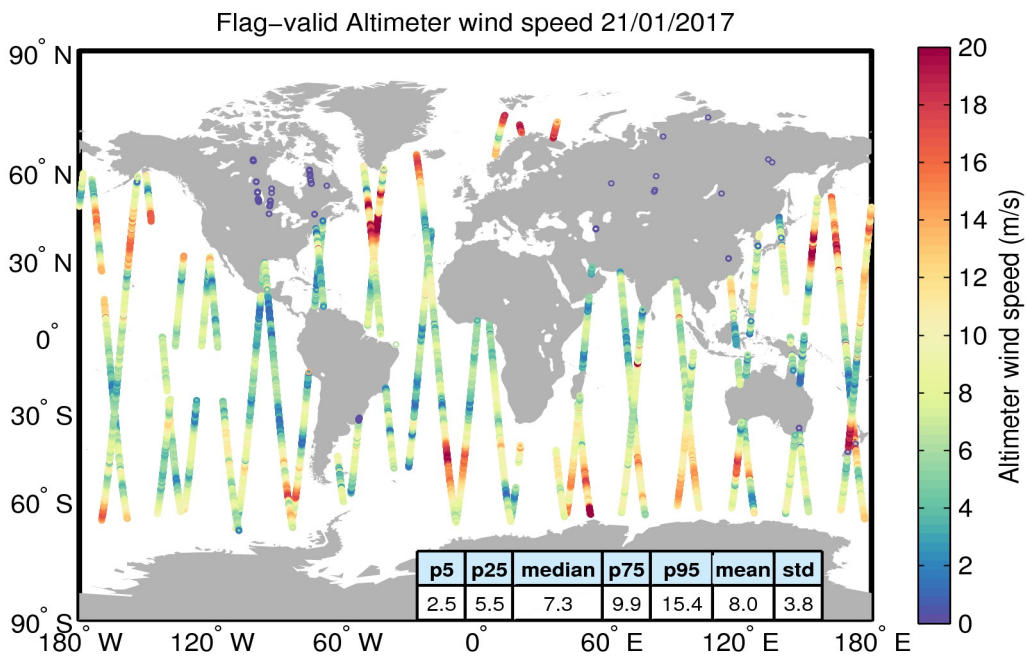 Flag−valid Altimeter wind speed 21/01/2017
90° N
60° N
30° N
0°
30° S
60° S
90° S
180° W
120° W
60° W
0°
60° E
120° E
180° E
20
18
16
14
12
10
8
6
4
2
0
Altimeter wind speed (m/s)
p5 p25 median p75 p95 mean std
2.5 5.5 7.3 9.9 15.4 8.0 3.8